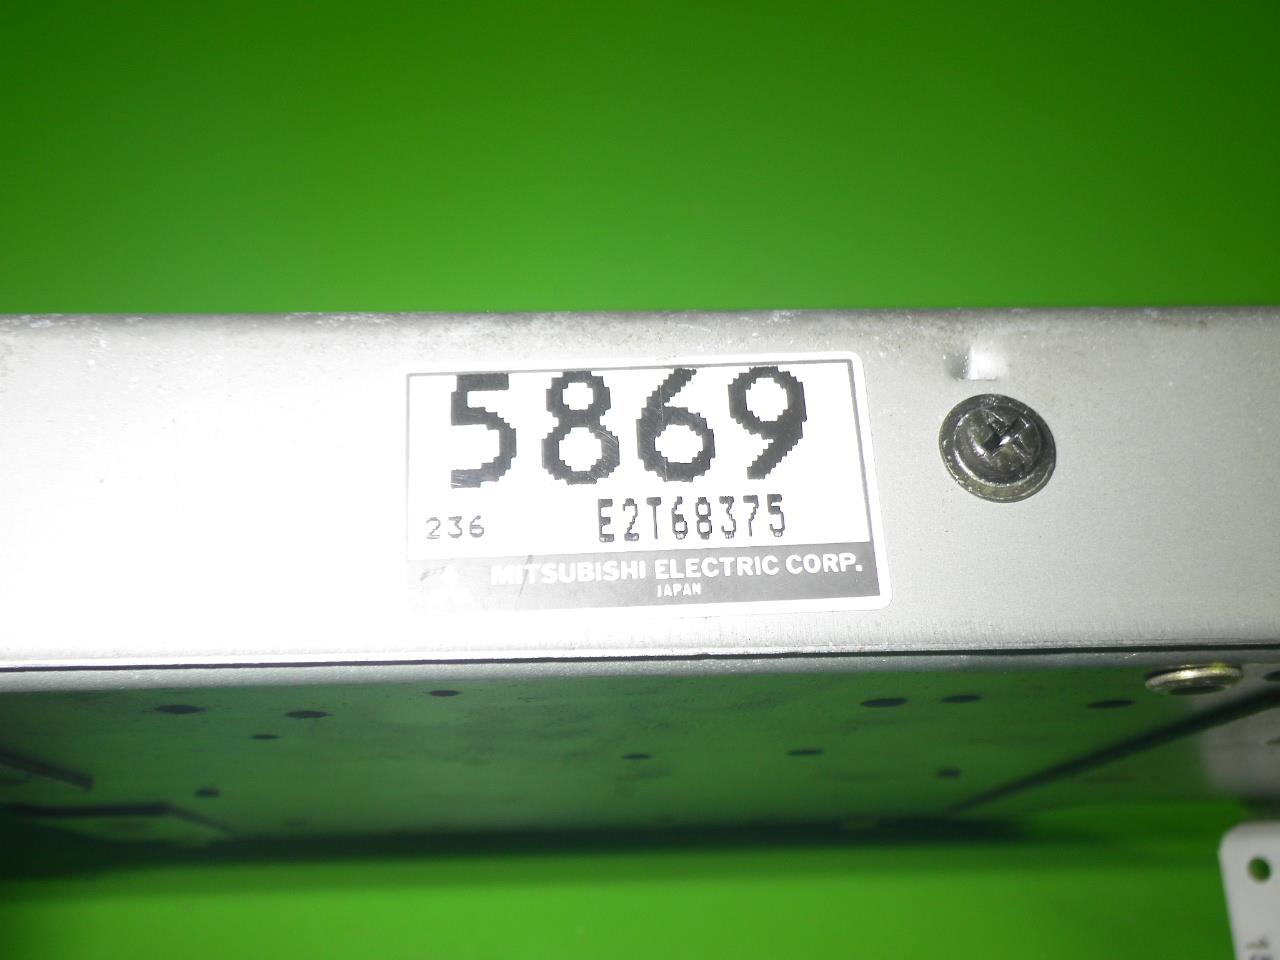 5869
236 E2T68375
MITSUBISHI ELECTRIC CORP.
JAPAN